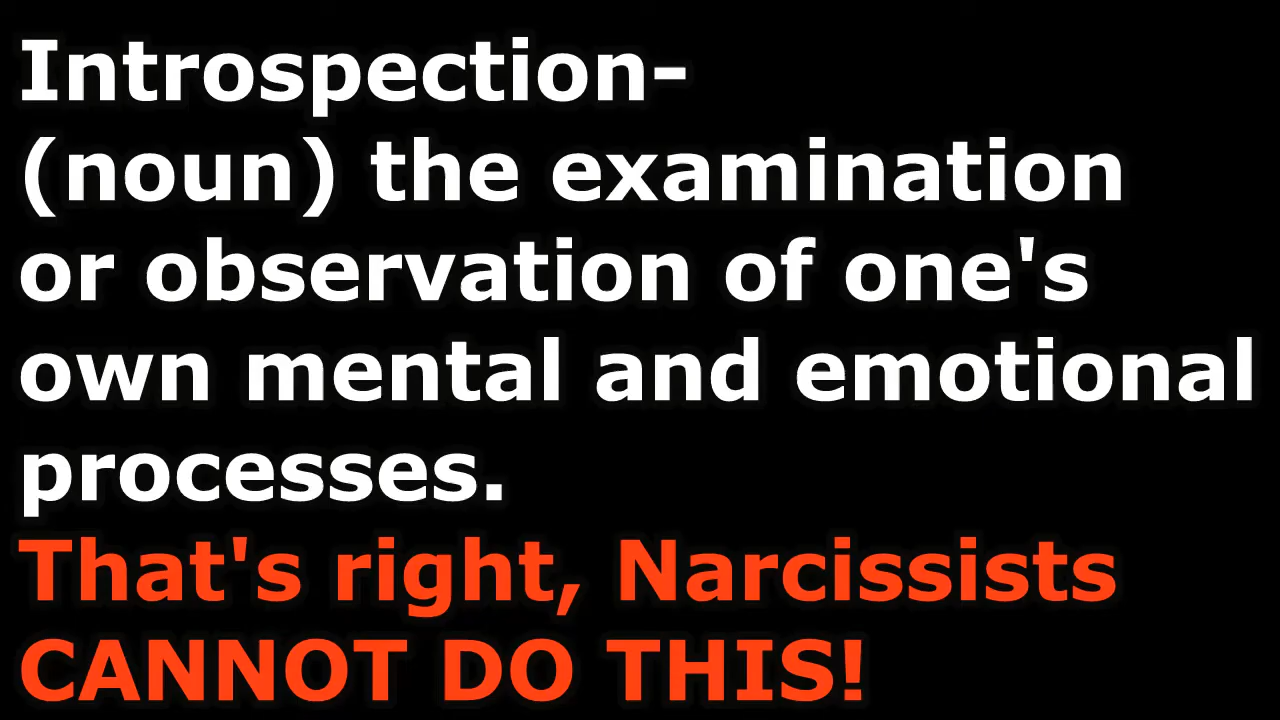 Introspection-
(noun) the examination
or observation of one's
own mental and emotional
processes.
That's right, Narcissists
CANNOT DO THIS!